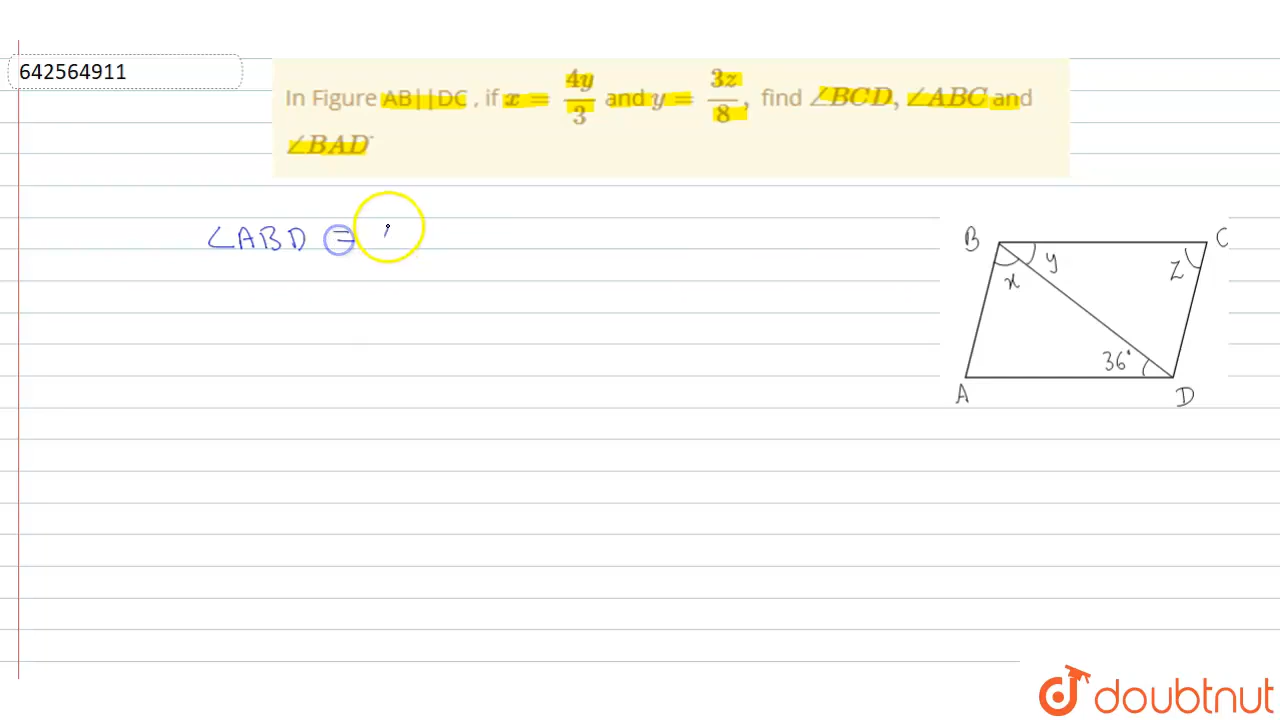 642564911
In Figure AB||DC , if x = 4y/3 and y = 3z/8, find ∠BCD, ∠ABC and
∠BAD
∠ABD =
B
C
y
x
z
36°
A
D
doubtnut